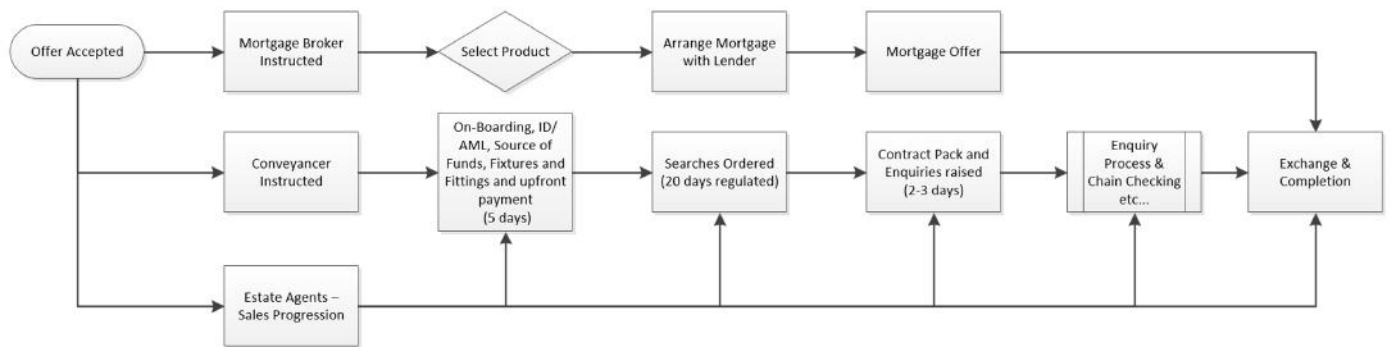 Offer Accepted
Mortgage Broker
Instructed
Select Product
Arrange Mortgage
with Lender
Mortgage Offer
Conveyancer
Instructed
On-Boarding, ID/
AML, Source of
Funds, Fixtures and
Fittings and upfront
payment
(5 days)
Searches Ordered
(20 days regulated)
Contract Pack and
Enquiries raised
(2-3 days)
Enquiry
Process &
Chain Checking
etc...
Exchange &
Completion
Estate Agents –
Sales Progression